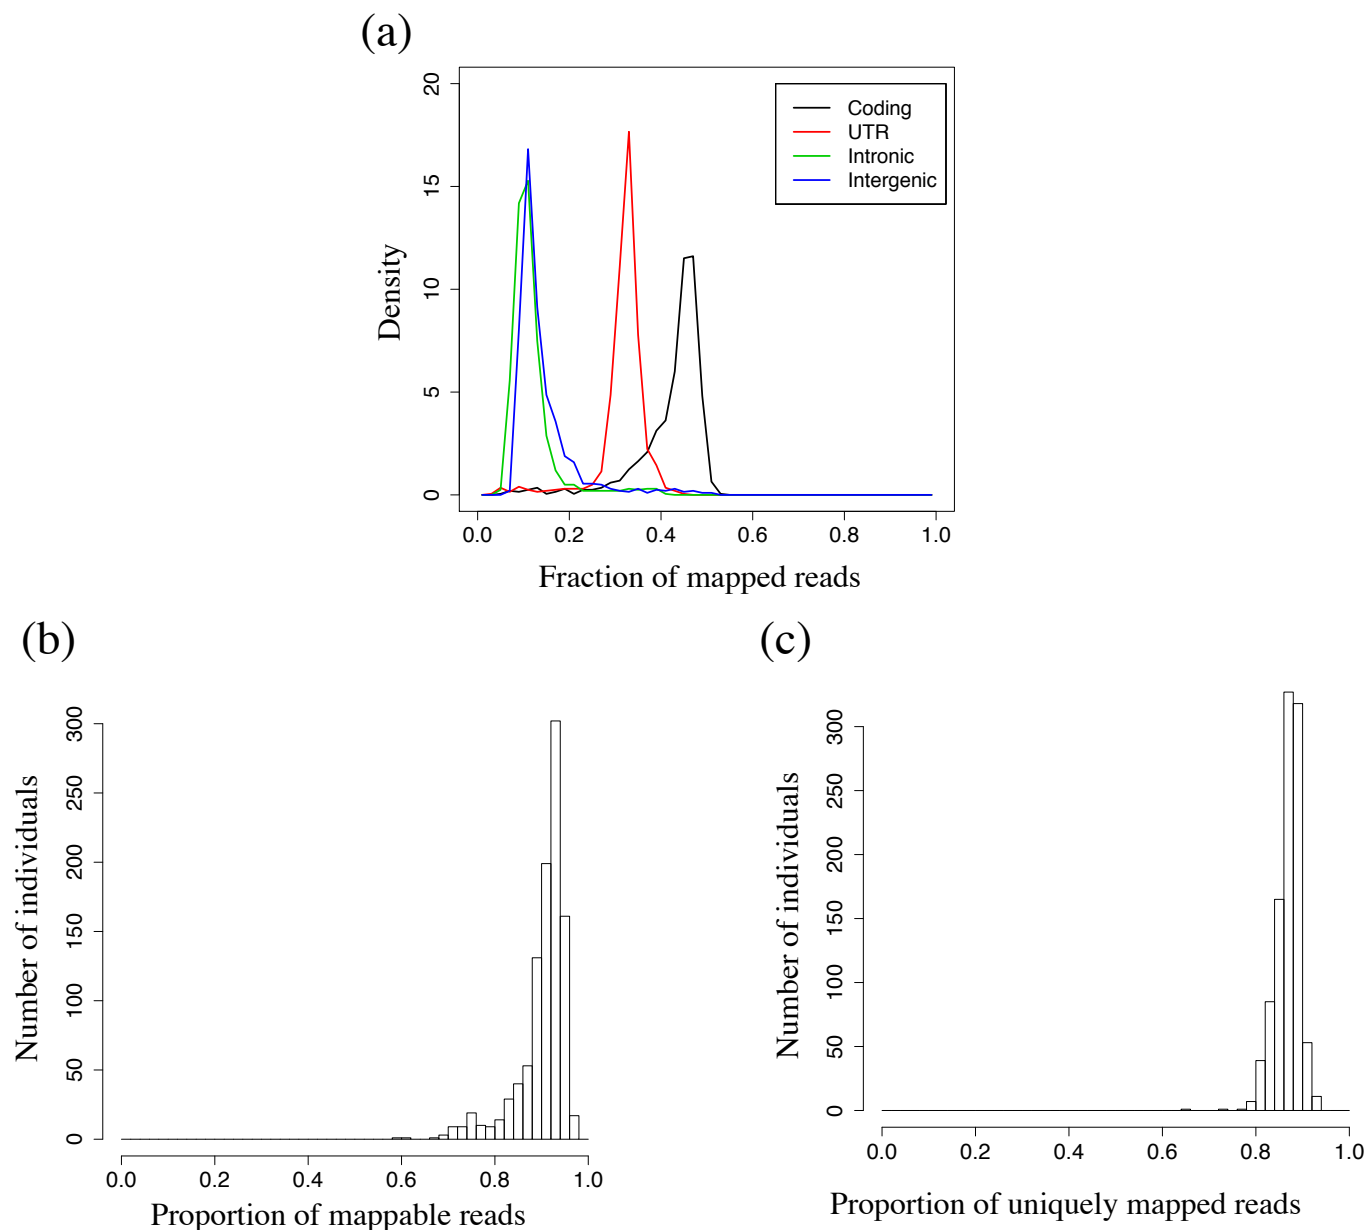 (a)
20
15
10
5
0
Density
Coding
UTR
Intronic
Intergenic
0.0 0.2 0.4 0.6 0.8 1.0
Fraction of mapped reads
(b)
300
250
200
150
100
50
0
Number of individuals
0.0 0.2 0.4 0.6 0.8 1.0
Proportion of mappable reads
(c)
300
250
200
150
100
50
0
Number of individuals
0.0 0.2 0.4 0.6 0.8 1.0
Proportion of uniquely mapped reads